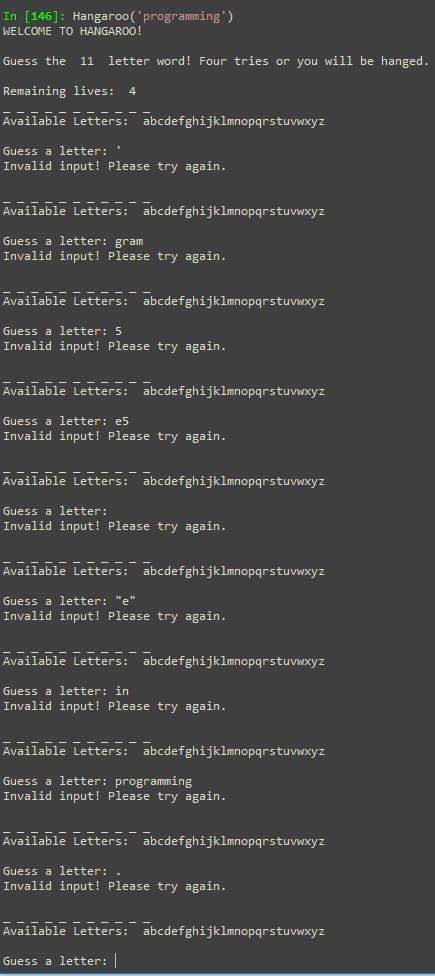 In [146]: Hangaroo('programming')
WELCOME TO HANGAROO!
Guess the  11  letter word! Four tries or you will be hanged.
Remaining lives:  4
_ _ _ _ _ _ _ _ _ _ _
Available Letters:  abcdefghijklmnopqrstuvwxyz
Guess a letter: '
Invalid input! Please try again.
_ _ _ _ _ _ _ _ _ _ _
Available Letters:  abcdefghijklmnopqrstuvwxyz
Guess a letter: gram
Invalid input! Please try again.
_ _ _ _ _ _ _ _ _ _ _
Available Letters:  abcdefghijklmnopqrstuvwxyz
Guess a letter: 5
Invalid input! Please try again.
_ _ _ _ _ _ _ _ _ _ _
Available Letters:  abcdefghijklmnopqrstuvwxyz
Guess a letter: e5
Invalid input! Please try again.
_ _ _ _ _ _ _ _ _ _ _
Available Letters:  abcdefghijklmnopqrstuvwxyz
Guess a letter:
Invalid input! Please try again.
_ _ _ _ _ _ _ _ _ _ _
Available Letters:  abcdefghijklmnopqrstuvwxyz
Guess a letter: "e"
Invalid input! Please try again.
_ _ _ _ _ _ _ _ _ _ _
Available Letters:  abcdefghijklmnopqrstuvwxyz
Guess a letter: in
Invalid input! Please try again.
_ _ _ _ _ _ _ _ _ _ _
Available Letters:  abcdefghijklmnopqrstuvwxyz
Guess a letter: programming
Invalid input! Please try again.
_ _ _ _ _ _ _ _ _ _ _
Available Letters:  abcdefghijklmnopqrstuvwxyz
Guess a letter: .
Invalid input! Please try again.
_ _ _ _ _ _ _ _ _ _ _
Available Letters:  abcdefghijklmnopqrstuvwxyz
Guess a letter: